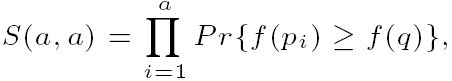 S(a, a) = ∏_{i=1}^{a} Pr{f(p_i) ≥ f(q)},